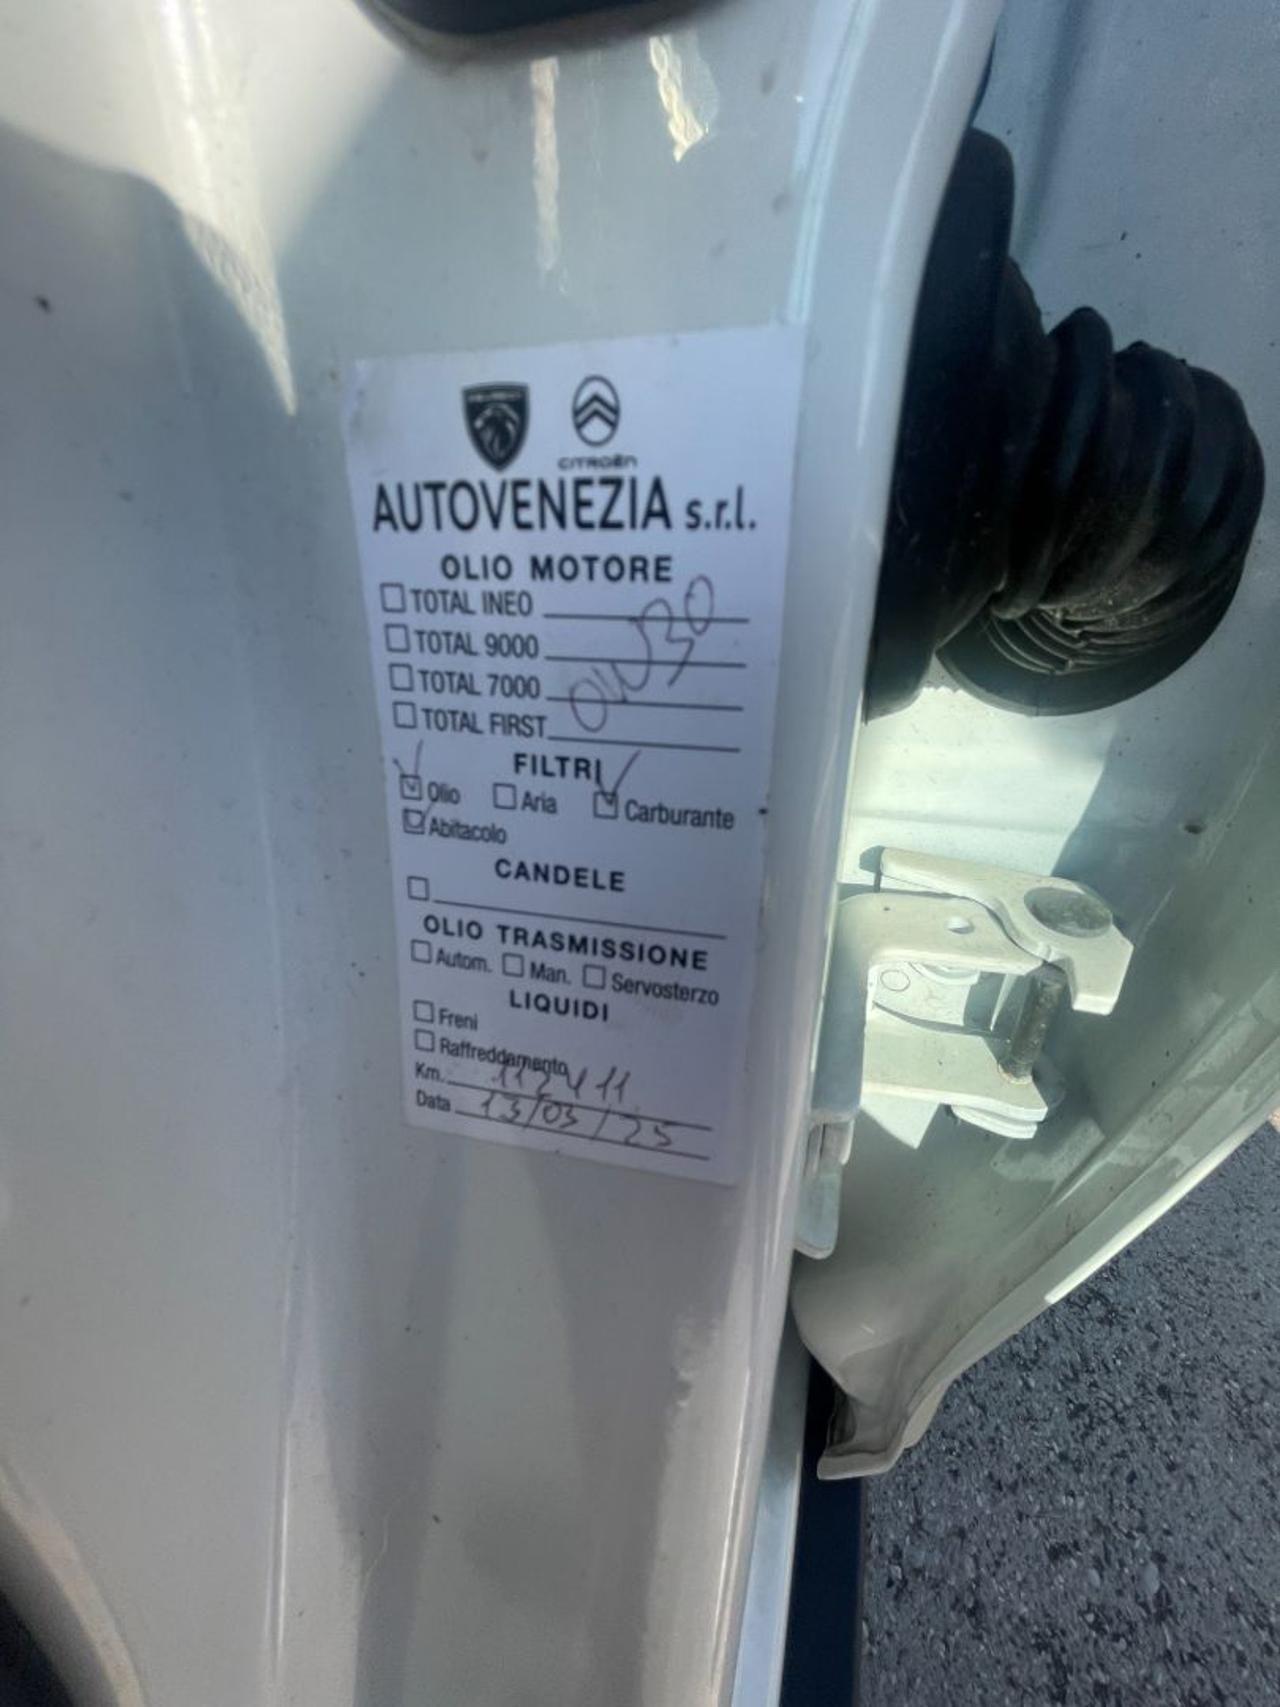 CITROËN
AUTOVENEZIA s.r.l.
OLIO MOTORE
TOTAL INEO
TOTAL 9000
TOTAL 7000
TOTAL FIRST
0W30
FILTRI
Olio Aria Carburante
Abitacolo
CANDELE
OLIO TRASMISSIONE
Autom. Man. Servosterzo
LIQUIDI
Freni
Raffreddamento
Km.
Data 13/03/25